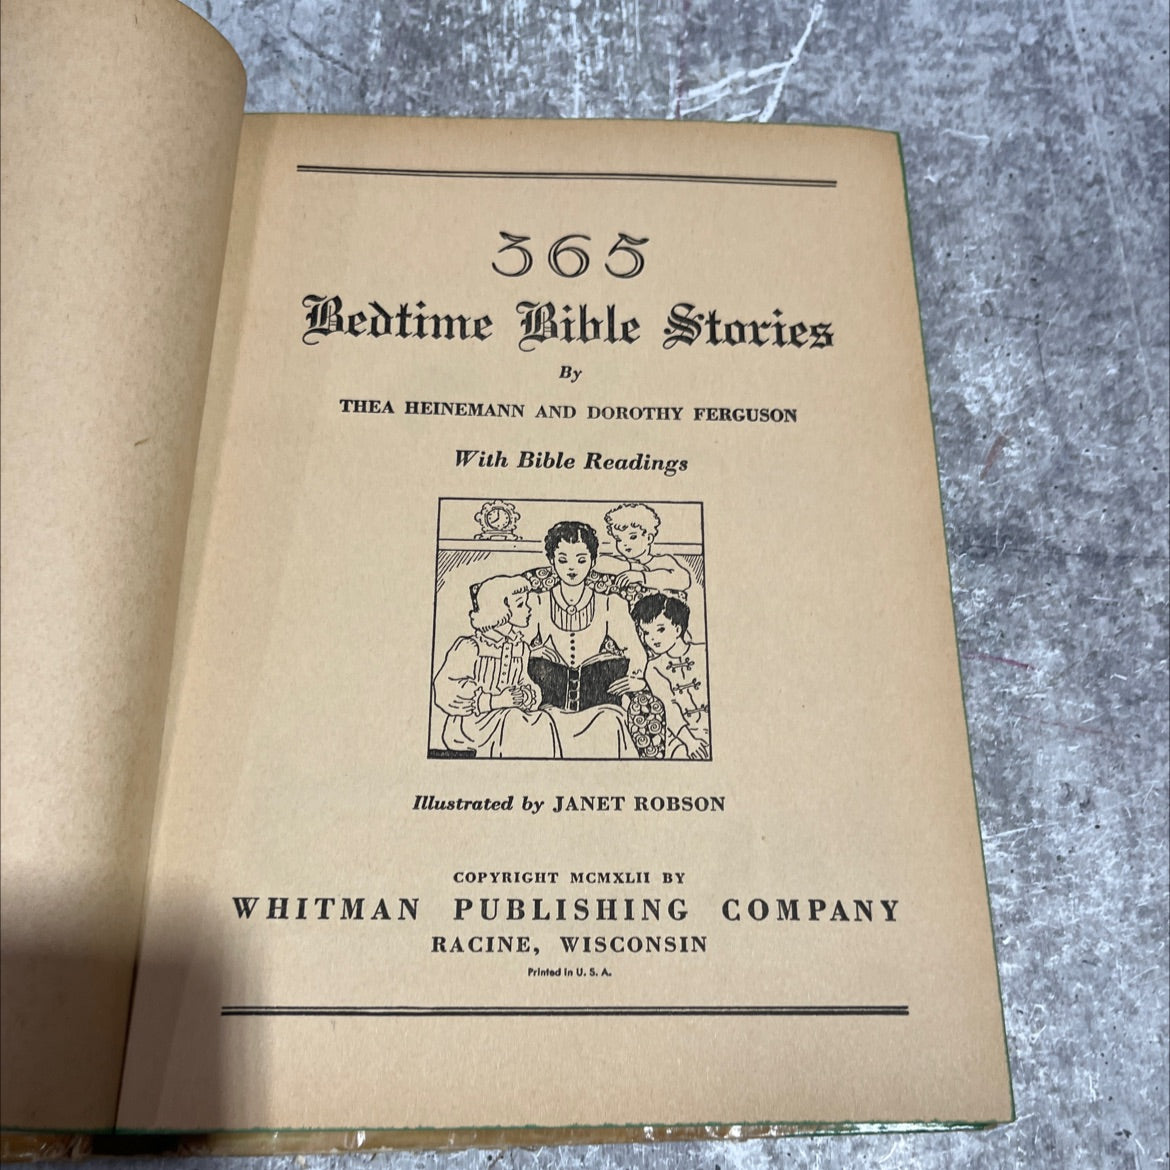 365
Bedtime Bible Stories
By
THEA HEINEMANN AND DOROTHY FERGUSON
With Bible Readings
Illustrated by JANET ROBSON
COPYRIGHT MCMXLII BY
WHITMAN PUBLISHING COMPANY
RACINE, WISCONSIN
Printed in U. S. A.